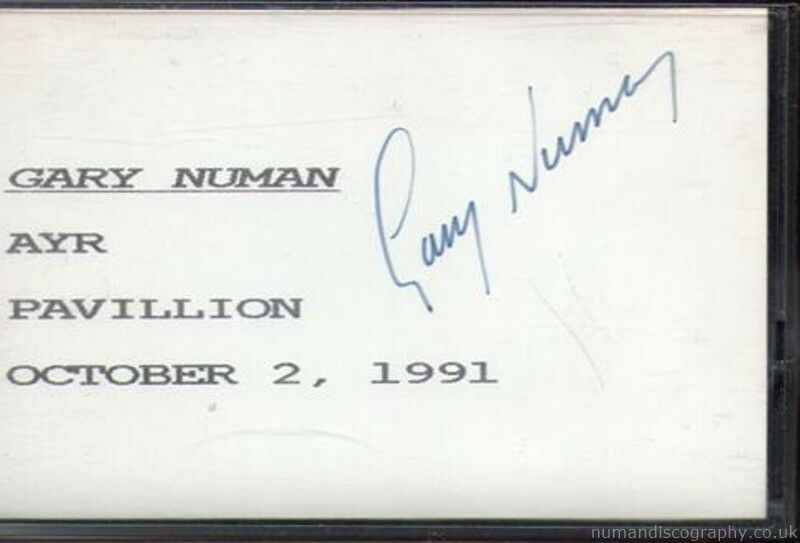 Gary Numan
GARY NUMAN
AYR
PAVILLION
OCTOBER 2, 1991
numandiscography.co.uk